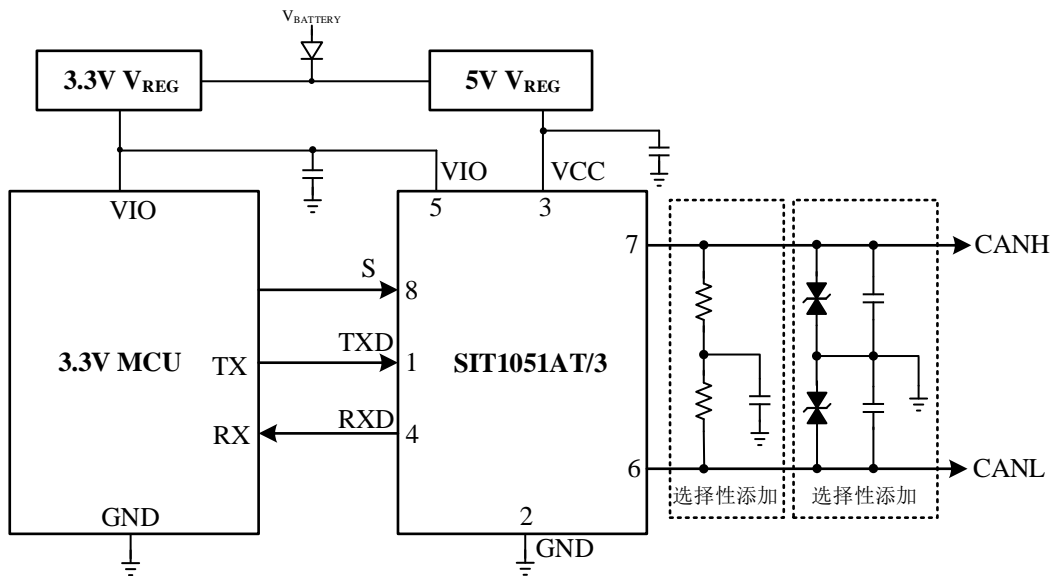 VBATTERY
3.3V VREG
5V VREG
VIO
VCC
VIO
5
3
7
CANH
S
8
3.3V MCU
TX
TXD
1
SIT1051AT/3
RX
RXD
4
6
CANL
选择性添加
选择性添加
GND
2
GND